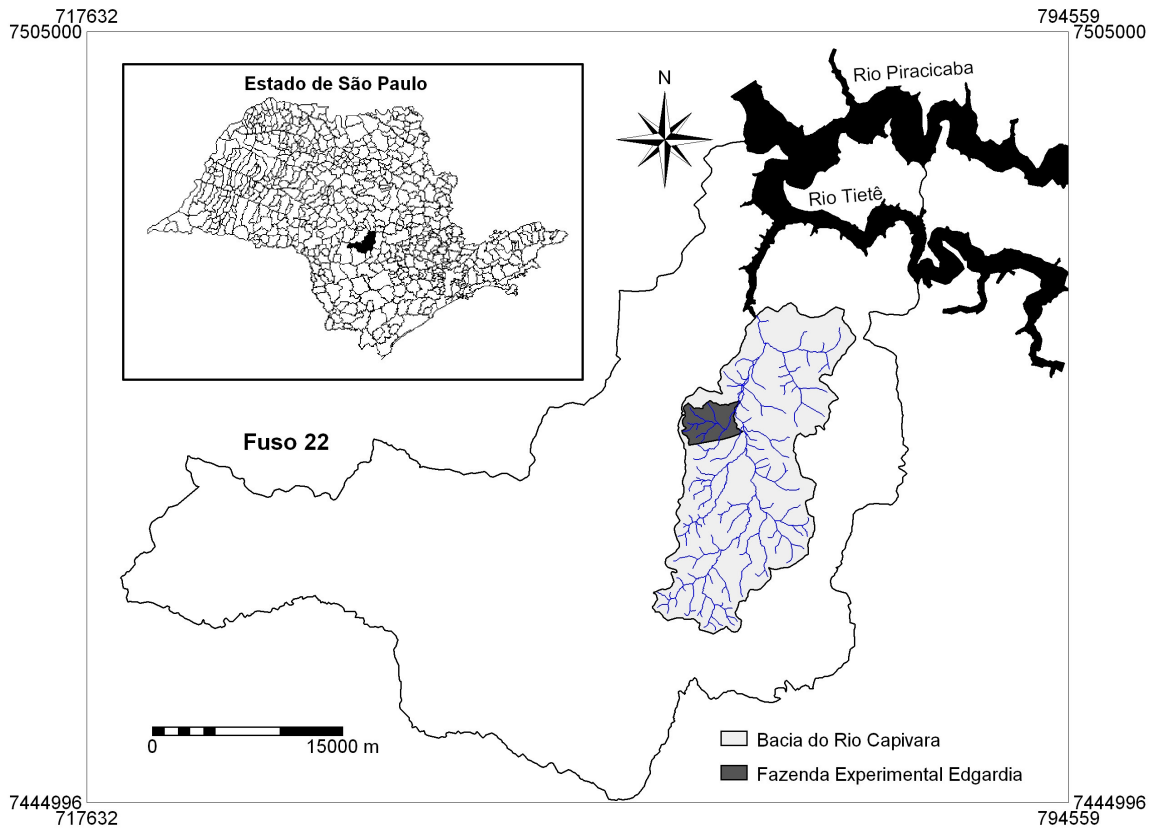 717632
794559
7505000
7505000
Estado de São Paulo
N
Rio Piracicaba
Rio Tietê
Fuso 22
0
15000 m
Bacia do Rio Capivara
Fazenda Experimental Edgardia
7444996
7444996
717632
794559